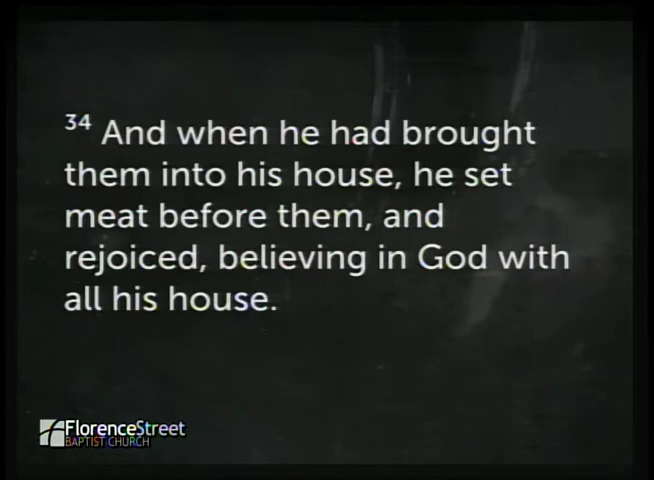 34 And when he had brought
them into his house, he set
meat before them, and
rejoiced, believing in God with
all his house.
FlorenceStreet
BAPTIST CHURCH